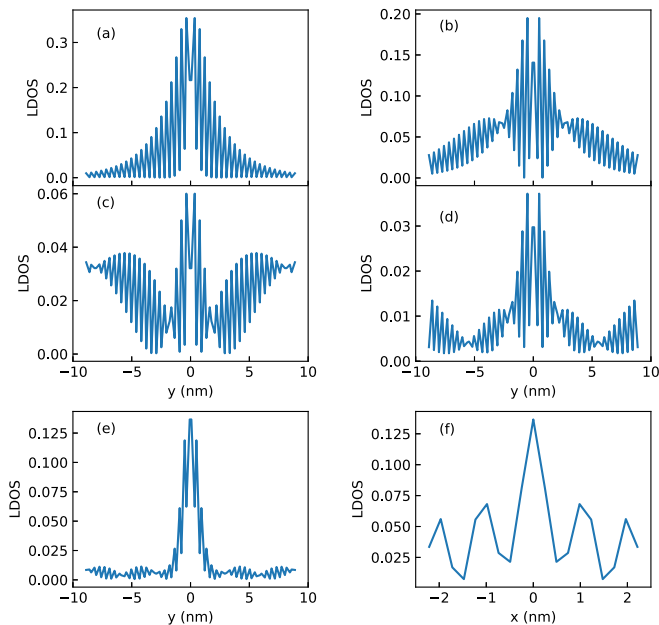 (a)
LDOS
0.3
0.2
0.1
0.0
(b)
LDOS
0.20
0.15
0.10
0.05
0.00
(c)
LDOS
0.06
0.04
0.02
0.00
−10 −5 0 5 10
y (nm)
(d)
LDOS
0.03
0.02
0.01
0.00
−10 −5 0 5 10
y (nm)
(e)
LDOS
0.125
0.100
0.075
0.050
0.025
0.000
−10 −5 0 5 10
y (nm)
(f)
LDOS
0.125
0.100
0.075
0.050
0.025
−2 −1 0 1 2
x (nm)